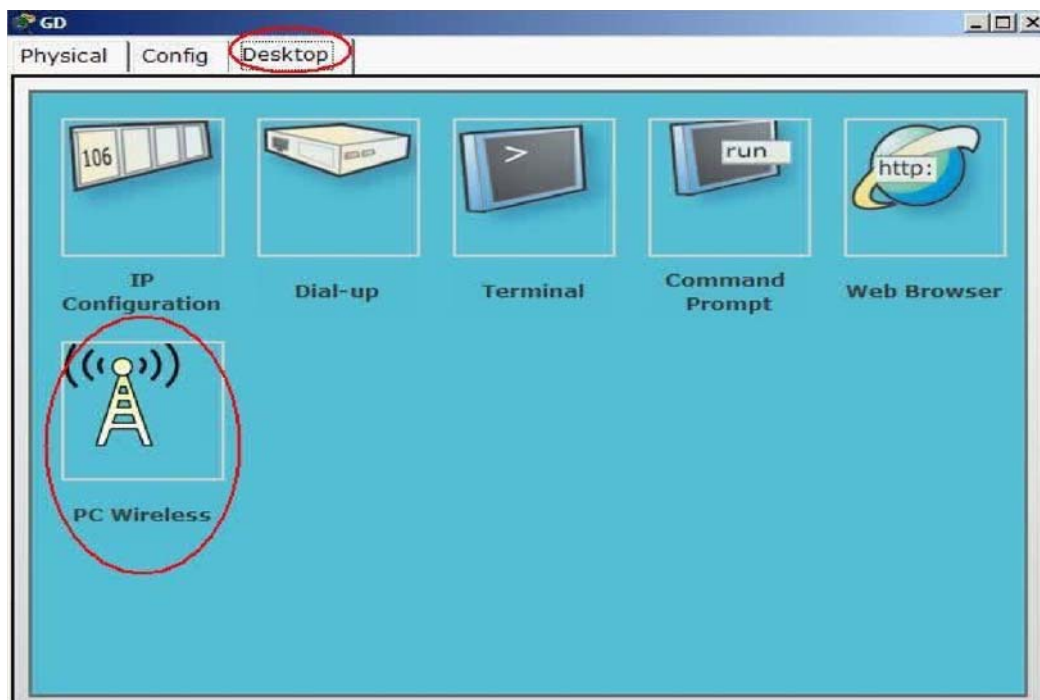 GD
Physical
Config
Desktop
106
>
run
http:
IP
Configuration
Dial-up
Terminal
Command
Prompt
Web Browser
PC Wireless